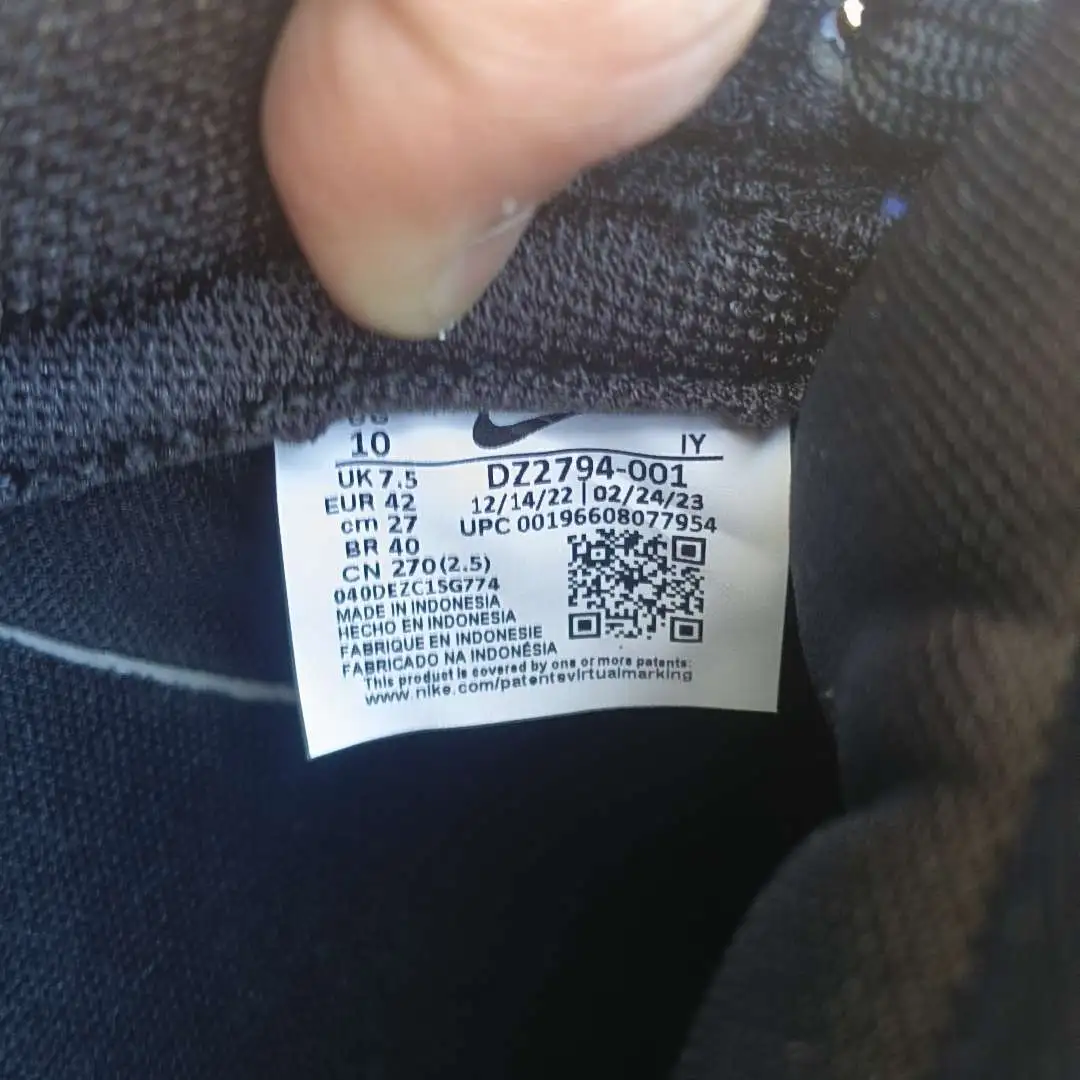 10
IY
UK 7.5
DZ2794-001
EUR 42
12/14/22 | 02/24/23
cm 27
UPC 00196608077954
BR 40
CN 270(2.5)
040DEZC1SG774
MADE IN INDONESIA
HECHO EN INDONESIA
FABRIQUE EN INDONESIE
FABRICADO NA INDONÉSIA
This product is covered by one or more patents:
www.nike.com/patentsvirtualmarking